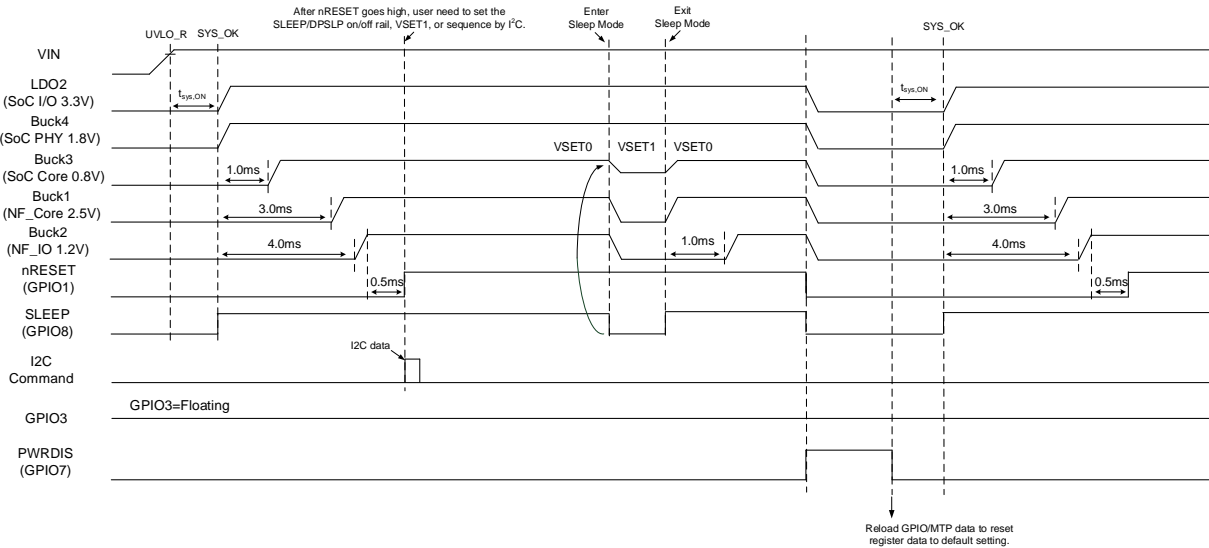 After nRESET goes high, user need to set the
SLEEP/DPSLP on/off rail, VSET1, or sequence by I²C.
Enter
Sleep Mode
Exit
Sleep Mode
UVLO_R
SYS_OK
SYS_OK
VIN
LDO2
(SoC I/O 3.3V)
tsys,ON
tsys,ON
Buck4
(SoC PHY 1.8V)
VSET0
VSET1
VSET0
Buck3
(SoC Core 0.8V)
1.0ms
1.0ms
Buck1
(NF_Core 2.5V)
3.0ms
3.0ms
Buck2
(NF_IO 1.2V)
4.0ms
1.0ms
4.0ms
nRESET
(GPIO1)
0.5ms
0.5ms
SLEEP
(GPIO8)
I2C data
I2C
Command
GPIO3=Floating
GPIO3
PWRDIS
(GPIO7)
Reload GPIO/MTP data to reset
register data to default setting.